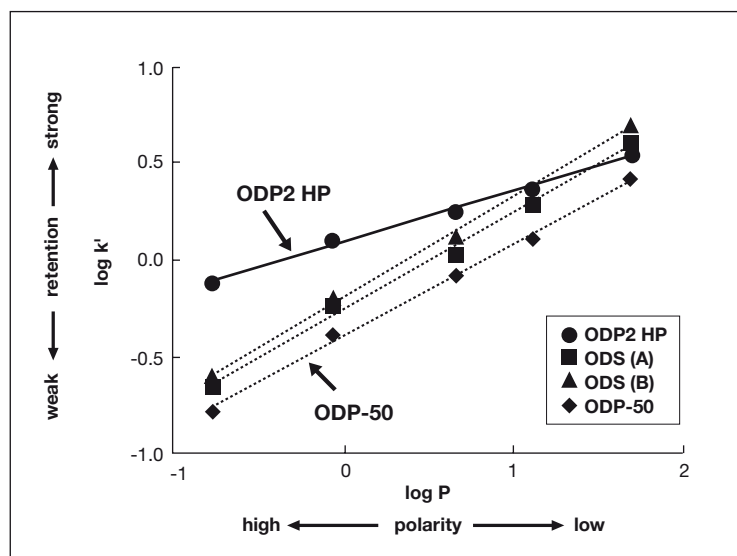 1.0
0.5
0.0
-0.5
-1.0
weak ← retention → strong
log k'
ODP2 HP
ODP-50
ODP2 HP
ODS (A)
ODS (B)
ODP-50
-1 0 1 2
log P
high ← polarity → low